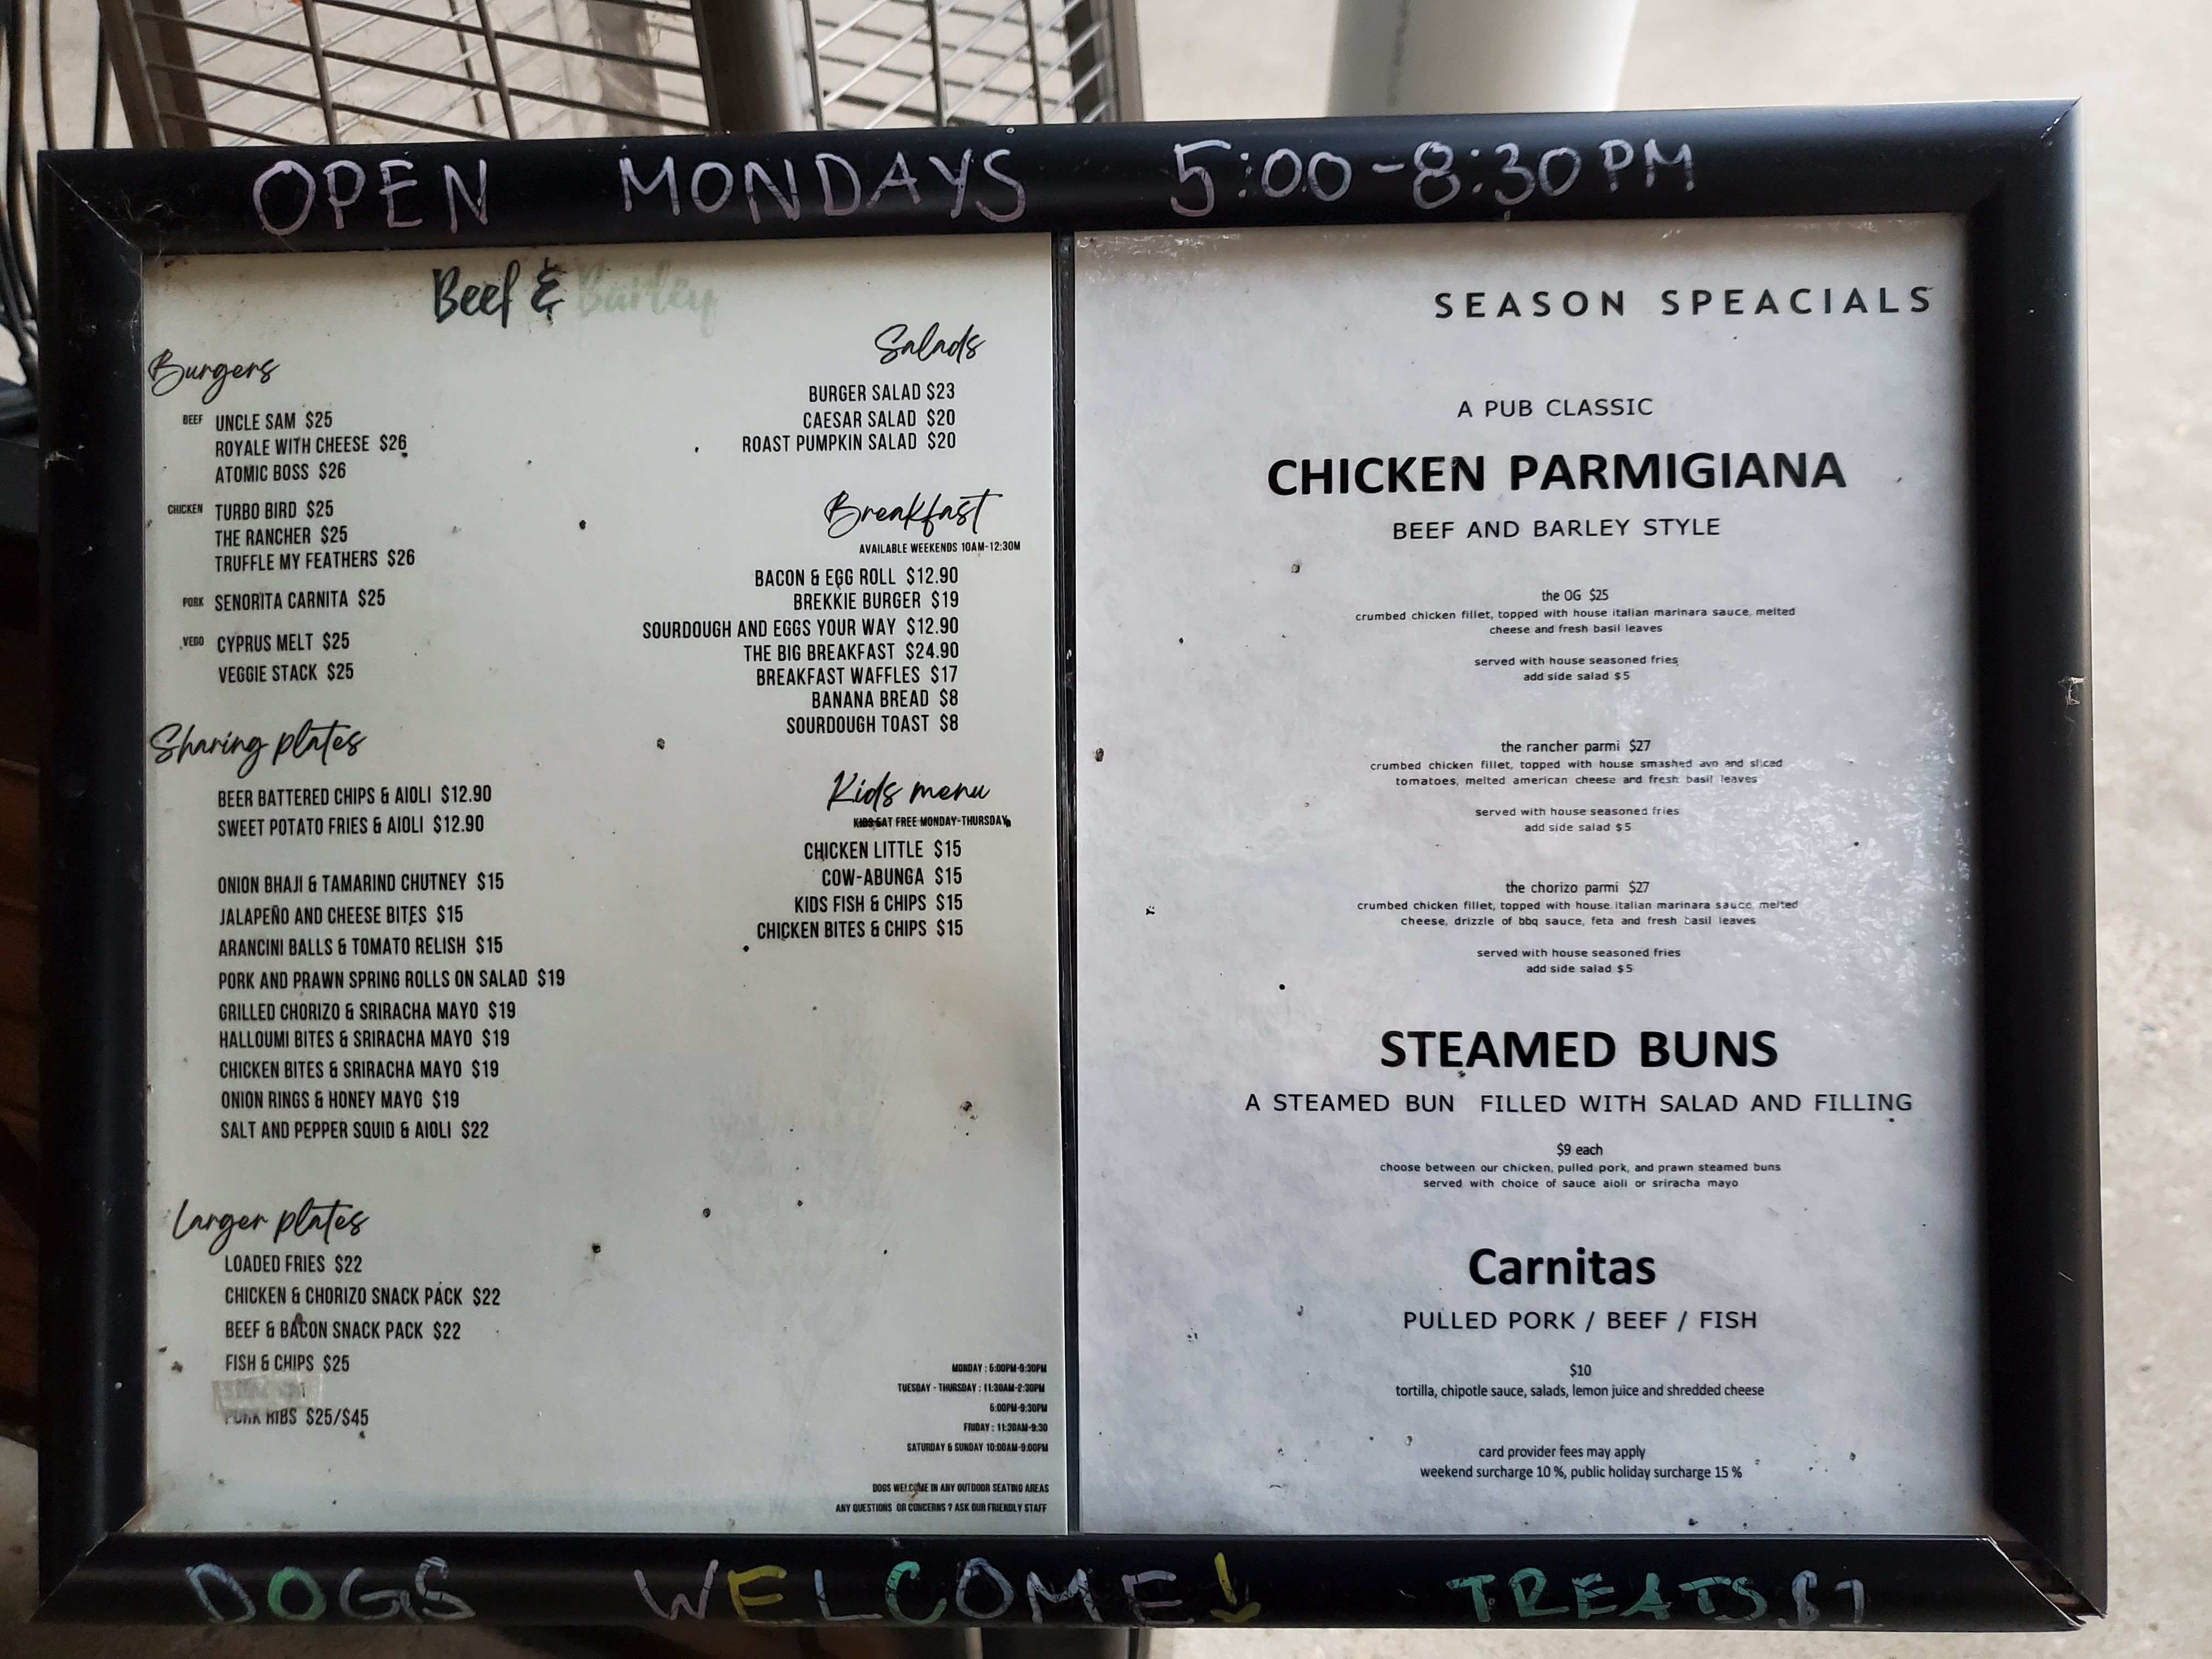 OPEN MONDAYS 5:00-8:30PM
Beef & Barley
Burgers
BEEF UNCLE SAM $25
ROYALE WITH CHEESE $26
ATOMIC BOSS $26
CHICKEN TURBO BIRD $25
THE RANCHER $25
TRUFFLE MY FEATHERS $26
PORK SENORITA CARNITA $25
VEGO CYPRUS MELT $25
VEGGIE STACK $25
Sharing plates
BEER BATTERED CHIPS & AIOLI $12.90
SWEET POTATO FRIES & AIOLI $12.90
ONION BHAJI & TAMARIND CHUTNEY $15
JALAPEÑO AND CHEESE BITES $15
ARANCINI BALLS & TOMATO RELISH $15
PORK AND PRAWN SPRING ROLLS ON SALAD $19
GRILLED CHORIZO & SRIRACHA MAYO $19
HALLOUMI BITES & SRIRACHA MAYO $19
CHICKEN BITES & SRIRACHA MAYO $19
ONION RINGS & HONEY MAYO $19
SALT AND PEPPER SQUID & AIOLI $22
Larger plates
LOADED FRIES $22
CHICKEN & CHORIZO SNACK PACK $22
BEEF & BACON SNACK PACK $22
FISH & CHIPS $25
PORK RIBS $25/$45
Salads
BURGER SALAD $23
CAESAR SALAD $20
ROAST PUMPKIN SALAD $20
Breakfast
AVAILABLE WEEKENDS 10AM-12:30M
BACON & EGG ROLL $12.90
BREKKIE BURGER $19
SOURDOUGH AND EGGS YOUR WAY $12.90
THE BIG BREAKFAST $24.90
BREAKFAST WAFFLES $17
BANANA BREAD $8
SOURDOUGH TOAST $8
Kids menu
KIDS EAT FREE MONDAY-THURSDAY
CHICKEN LITTLE $15
COW-ABUNGA $15
KIDS FISH & CHIPS $15
CHICKEN BITES & CHIPS $15
MONDAY : 5:00PM-9:30PM
TUESDAY - THURSDAY : 11:30AM-2:30PM
5:00PM-9:30PM
FRIDAY : 11:30AM-9:30
SATURDAY & SUNDAY 10:00AM-9:00PM
DOGS WELCOME IN ANY OUTDOOR SEATING AREAS
ANY QUESTIONS OR CONCERNS ? ASK OUR FRIENDLY STAFF
SEASON SPEACIALS
A PUB CLASSIC
CHICKEN PARMIGIANA
BEEF AND BARLEY STYLE
the OG $25
crumbed chicken fillet, topped with house italian marinara sauce, melted
cheese and fresh basil leaves
served with house seasoned fries
add side salad $5
the rancher parmi $27
crumbed chicken fillet, topped with house smashed avo and sliced
tomatoes, melted american cheese and fresh basil leaves
served with house seasoned fries
add side salad $5
the chorizo parmi $27
crumbed chicken fillet, topped with house italian marinara sauce, melted
cheese, drizzle of bbq sauce, feta and fresh basil leaves
served with house seasoned fries
add side salad $5
STEAMED BUNS
A STEAMED BUN FILLED WITH SALAD AND FILLING
$9 each
choose between our chicken, pulled pork, and prawn steamed buns
served with choice of sauce aioli or sriracha mayo
Carnitas
PULLED PORK / BEEF / FISH
$10
tortilla, chipotle sauce, salads, lemon juice and shredded cheese
card provider fees may apply
weekend surcharge 10 %, public holiday surcharge 15 %
DOGS WELCOME! TREATS $1